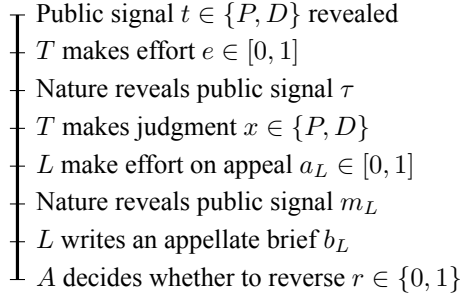 Public signal t ∈ {P, D} revealed
T makes effort e ∈ [0, 1]
Nature reveals public signal τ
T makes judgment x ∈ {P, D}
L make effort on appeal a_L ∈ [0, 1]
Nature reveals public signal m_L
L writes an appellate brief b_L
A decides whether to reverse r ∈ {0, 1}